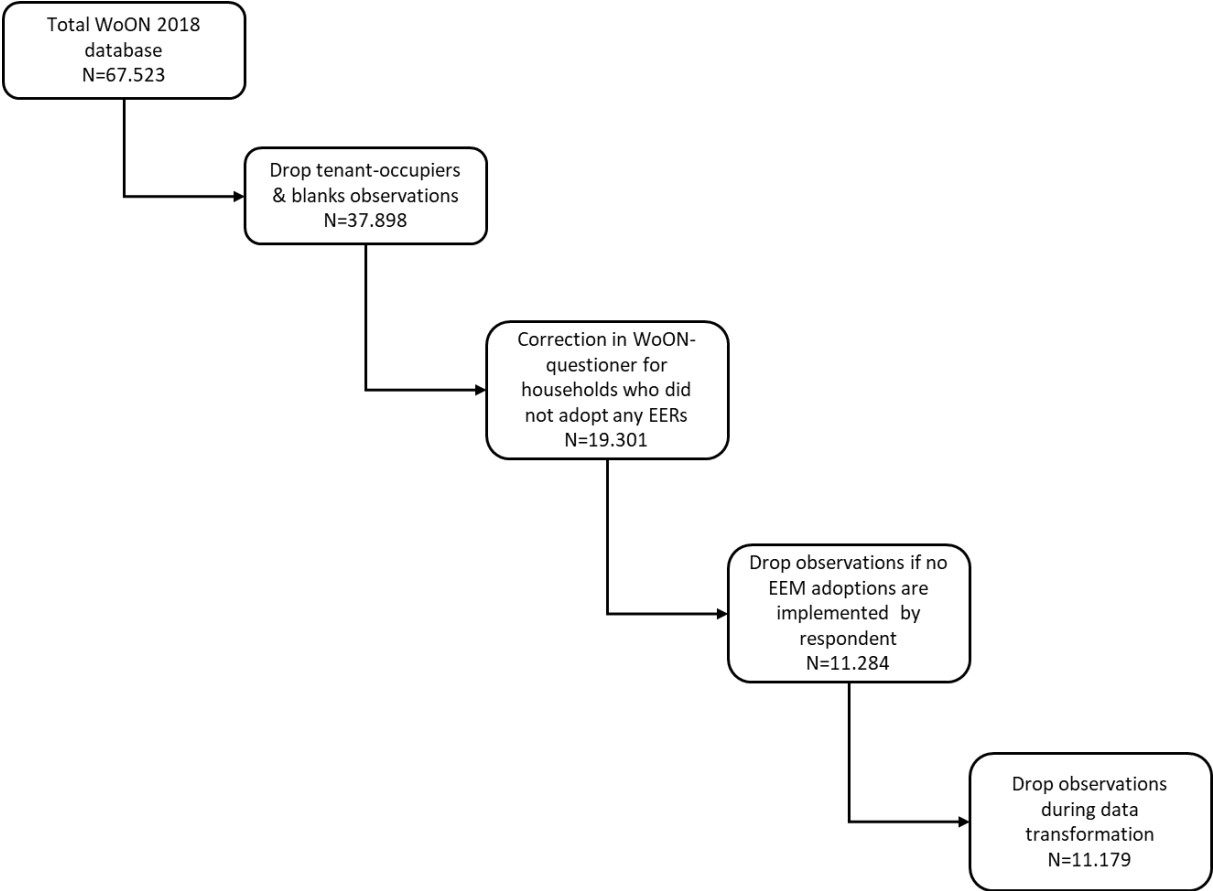 Total WoON 2018
database
N=67.523
Drop tenant-occupiers
& blanks observations
N=37.898
Correction in WoON-
questioner for
households who did
not adopt any EERs
N=19.301
Drop observations if no
EEM adoptions are
implemented by
respondent
N=11.284
Drop observations
during data
transformation
N=11.179